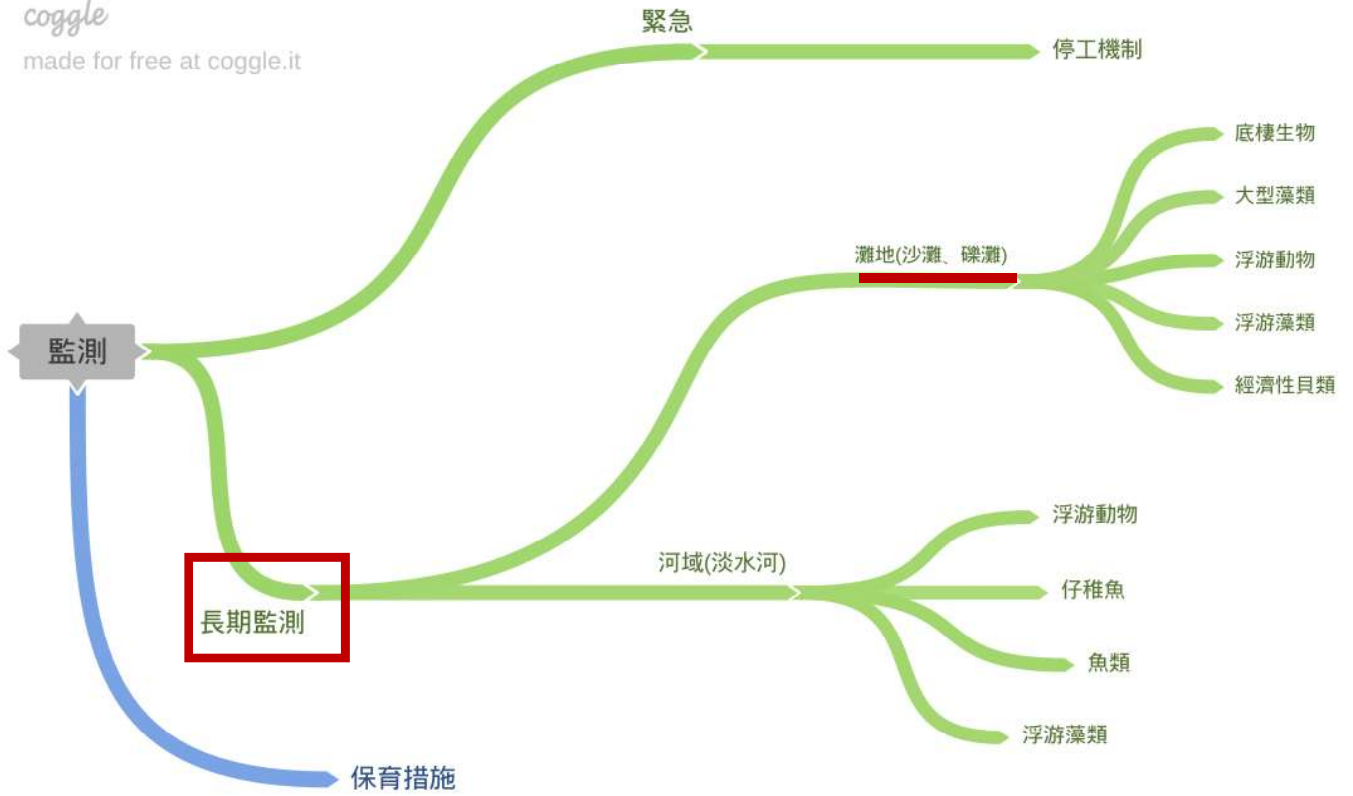 coggle
made for free at coggle.it
緊急
停工機制
底棲生物
大型藻類
灘地(沙灘、礫灘)
浮游動物
浮游藻類
監測
經濟性貝類
浮游動物
河域(淡水河)
仔稚魚
長期監測
魚類
浮游藻類
保育措施